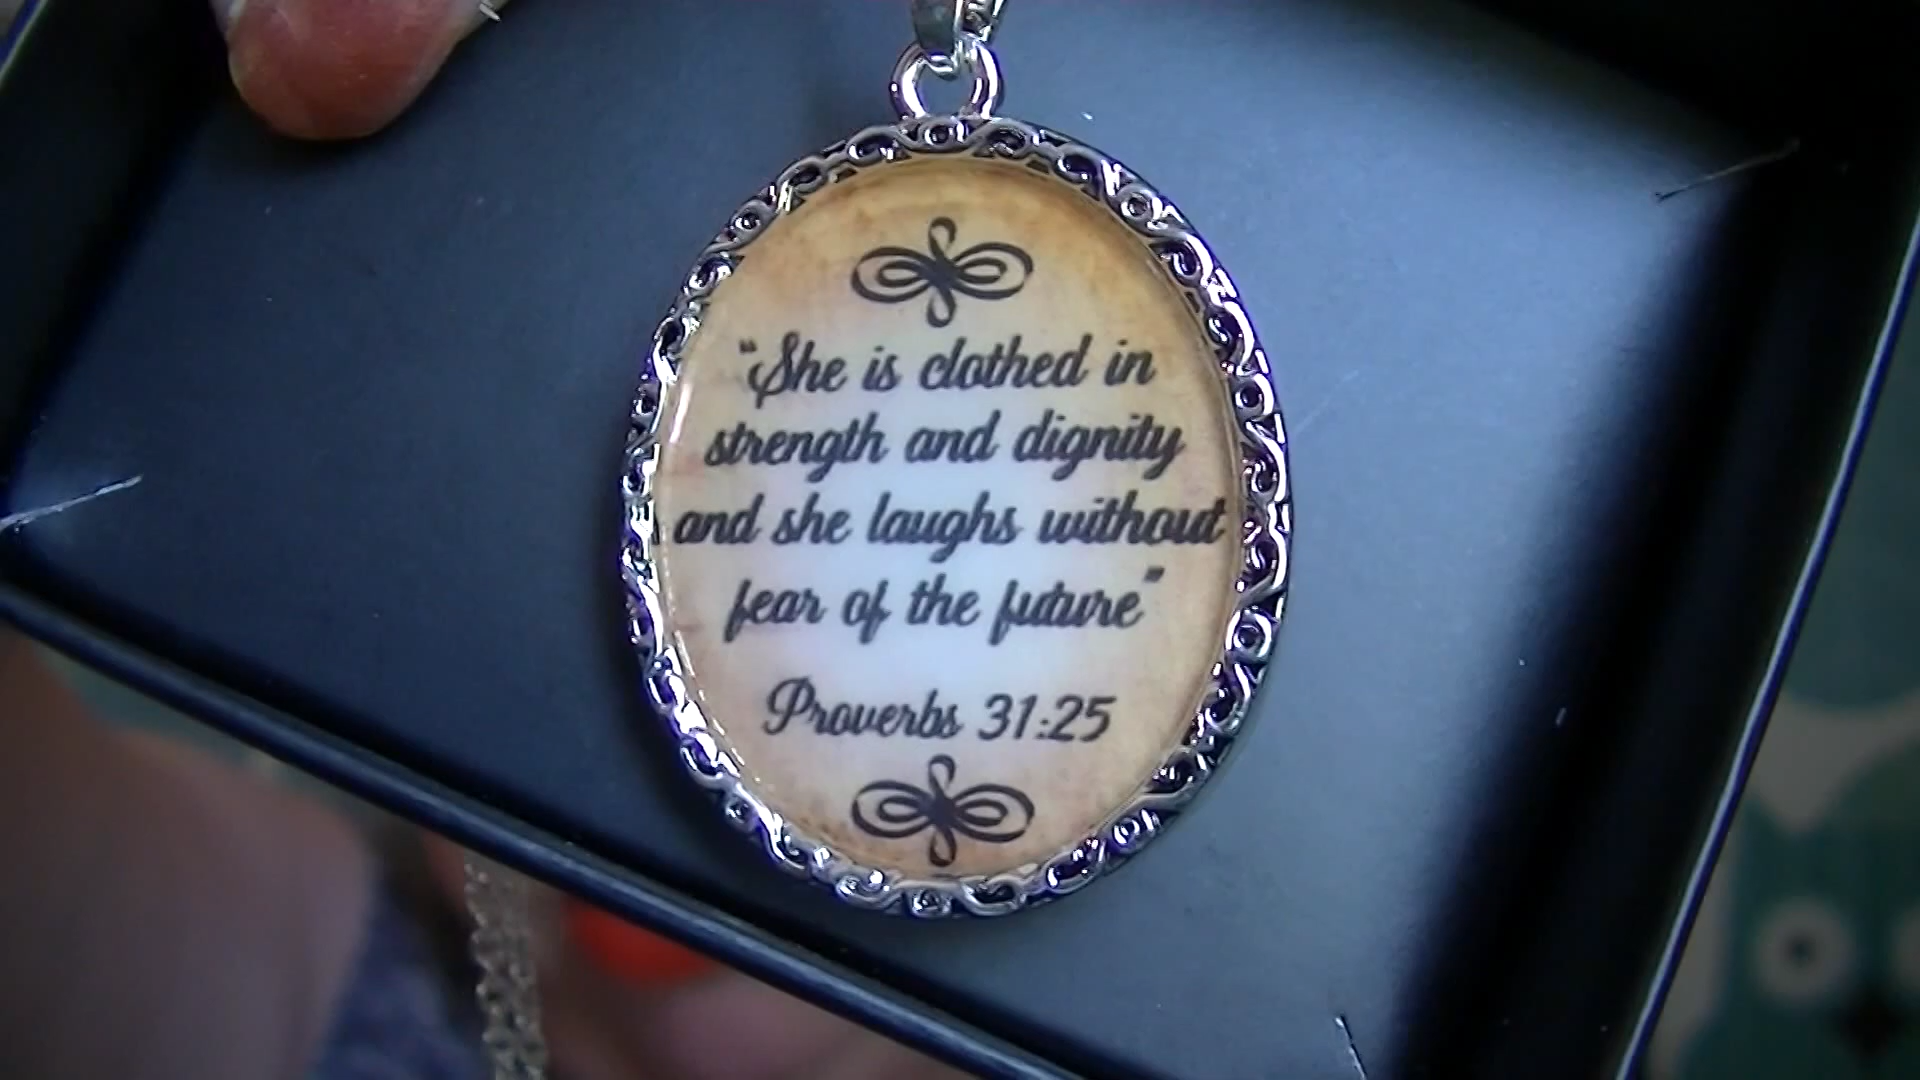 “She is clothed in
strength and dignity
and she laughs without
fear of the future”
Proverbs 31:25